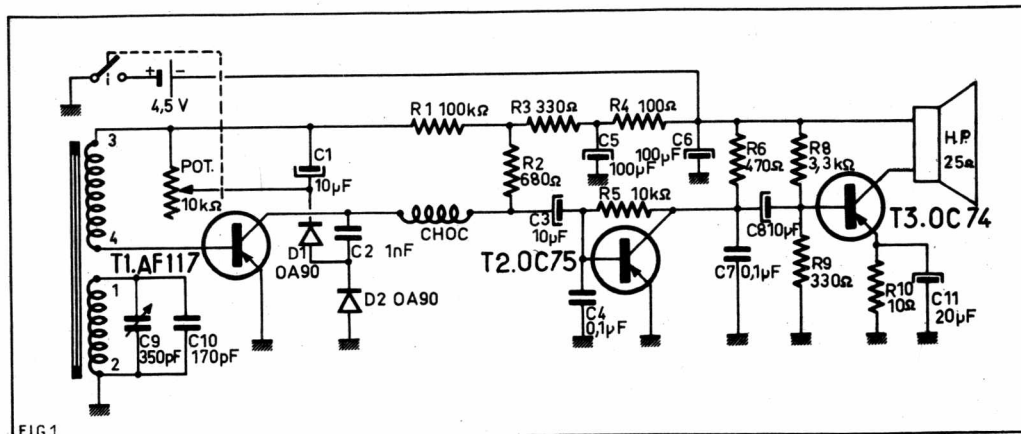 + -
4,5 V
3
POT.
10kΩ
4
C1
10µF
R1 100kΩ
R3 330Ω
R4 100Ω
R2
680Ω
C5
100µF
C6
100µF
R6
470Ω
R8
3,3kΩ
H.P.
25Ω
T1.AF117
D1
OA90
C2 1nF
CHOC
C3
10µF
R5 10kΩ
T2.OC75
C8 10µF
T3.OC74
1
2
C9
350pF
C10
170pF
D2 OA90
C4
0,1µF
C7 0,1µF
R9
330Ω
R10
10Ω
C11
20µF
FIG 1